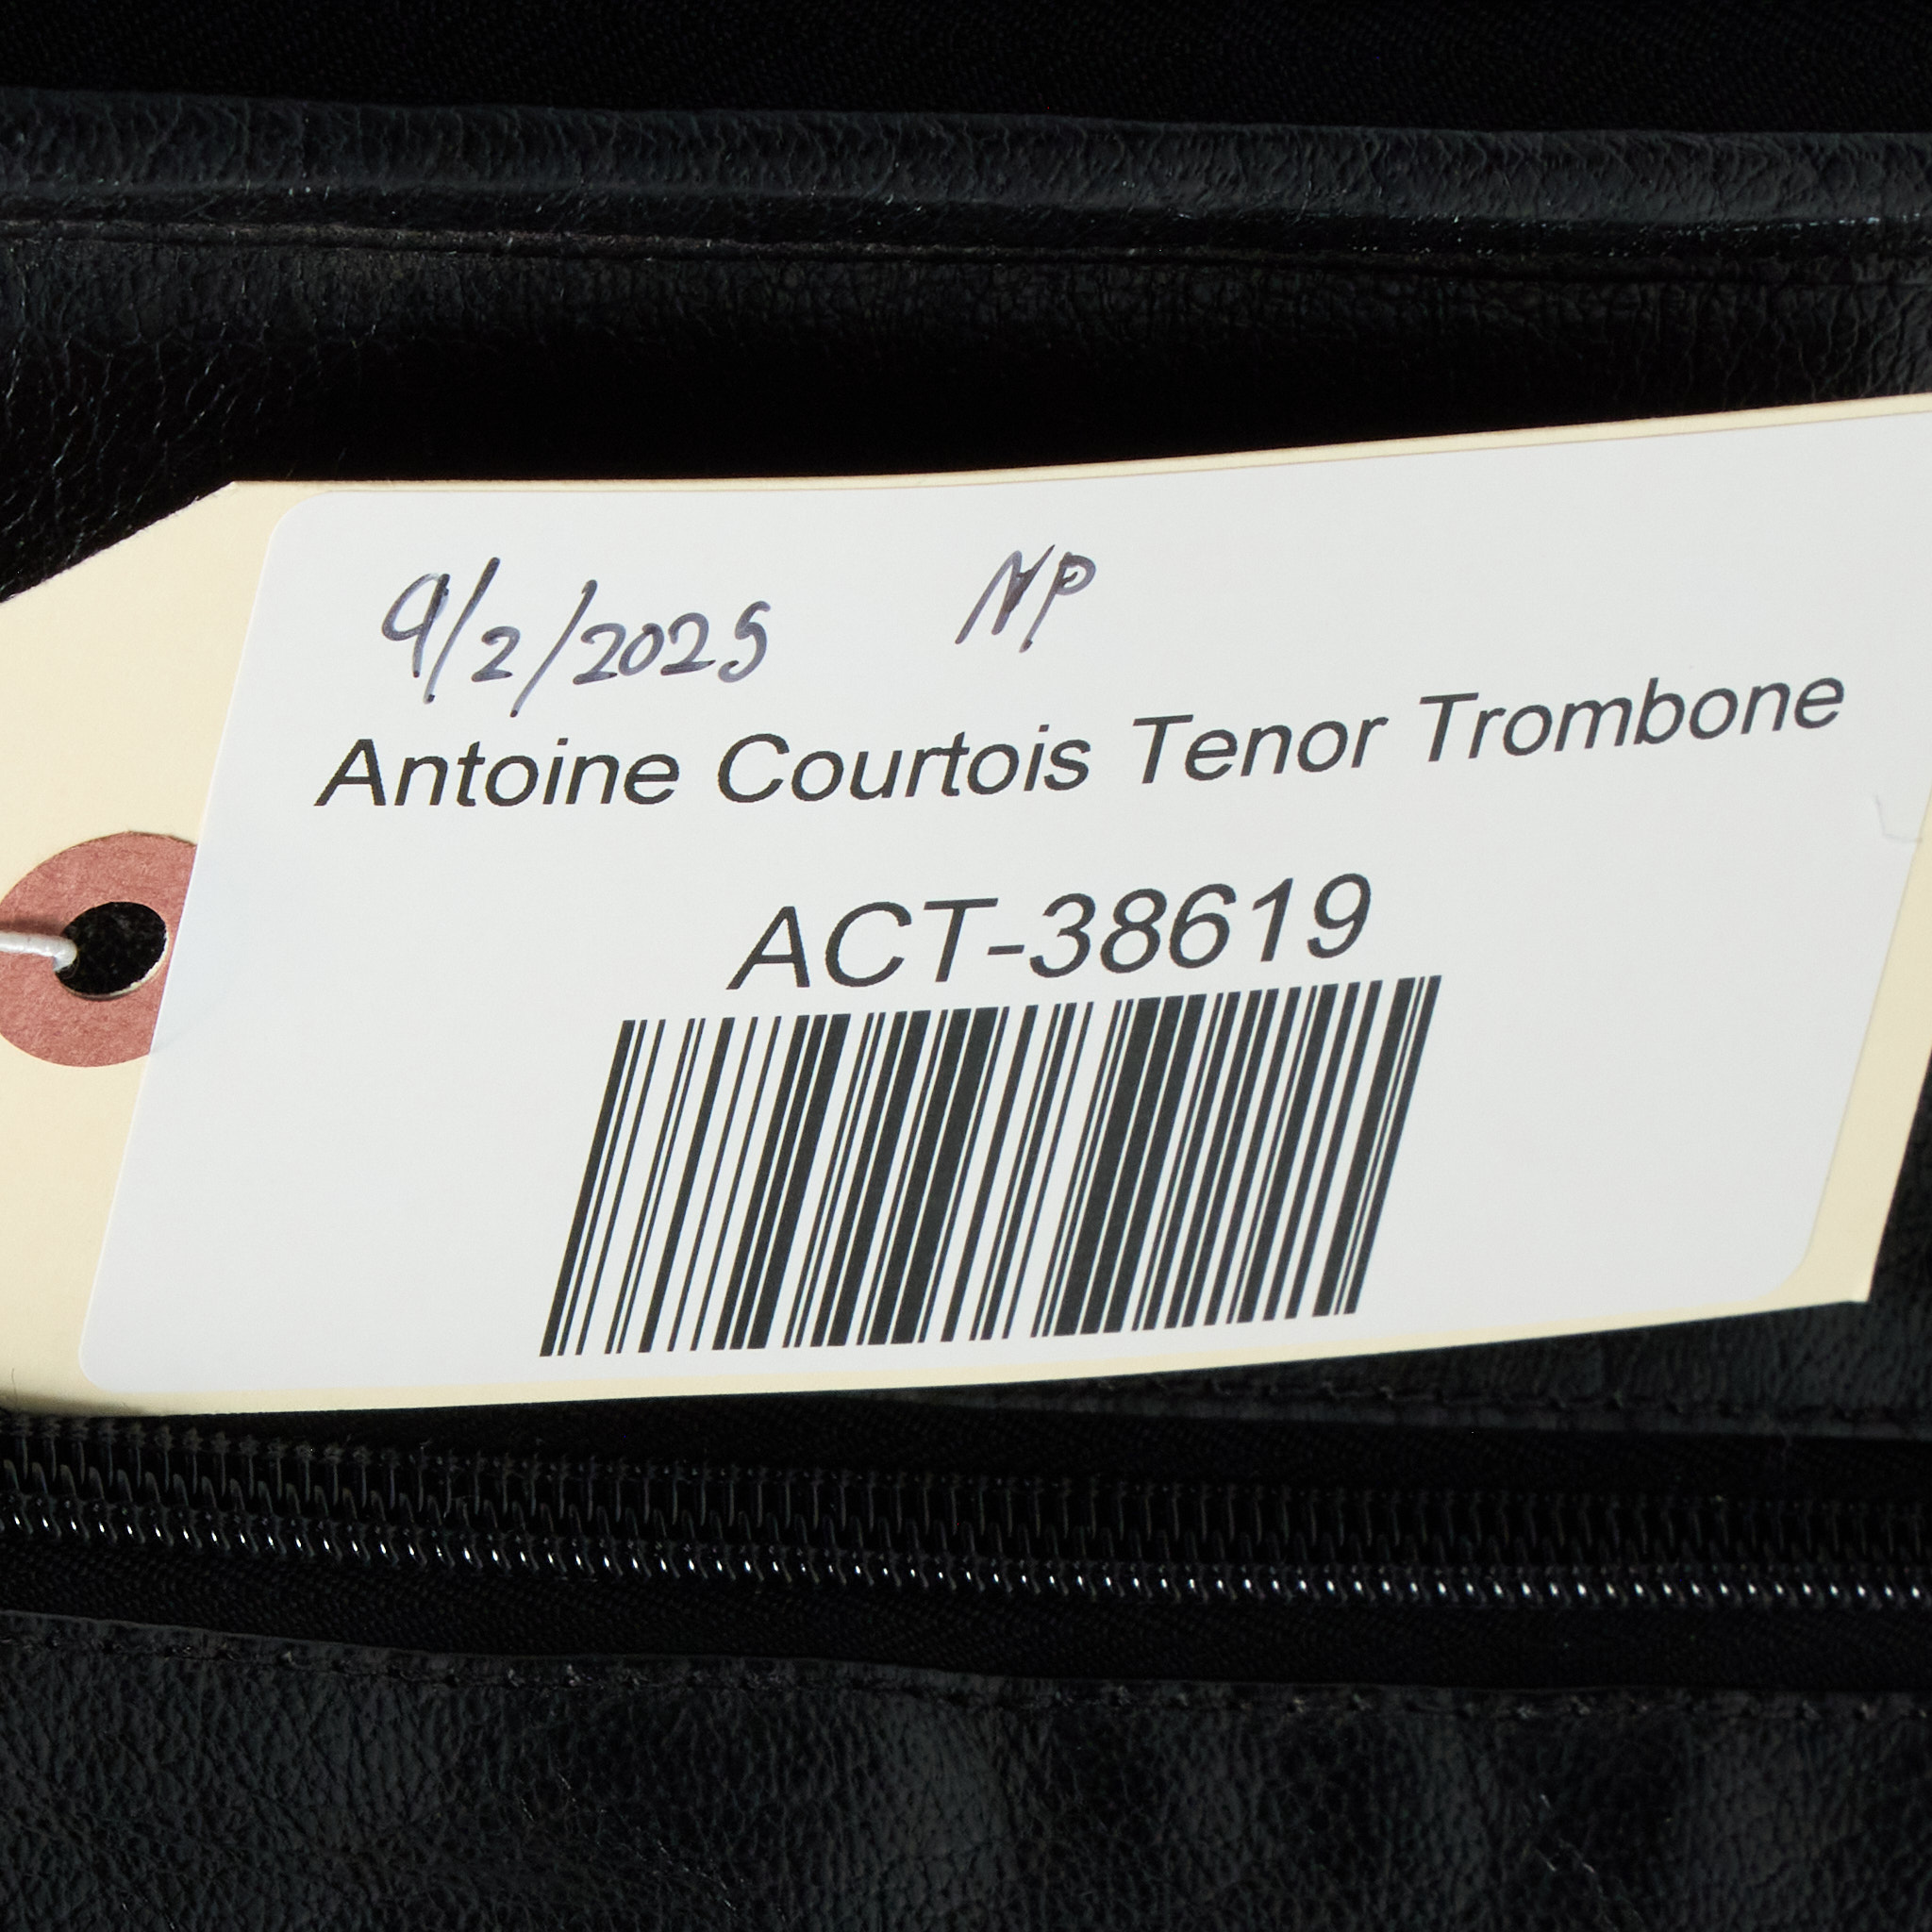 9/2/2025 NP
Antoine Courtois Tenor Trombone
ACT-38619